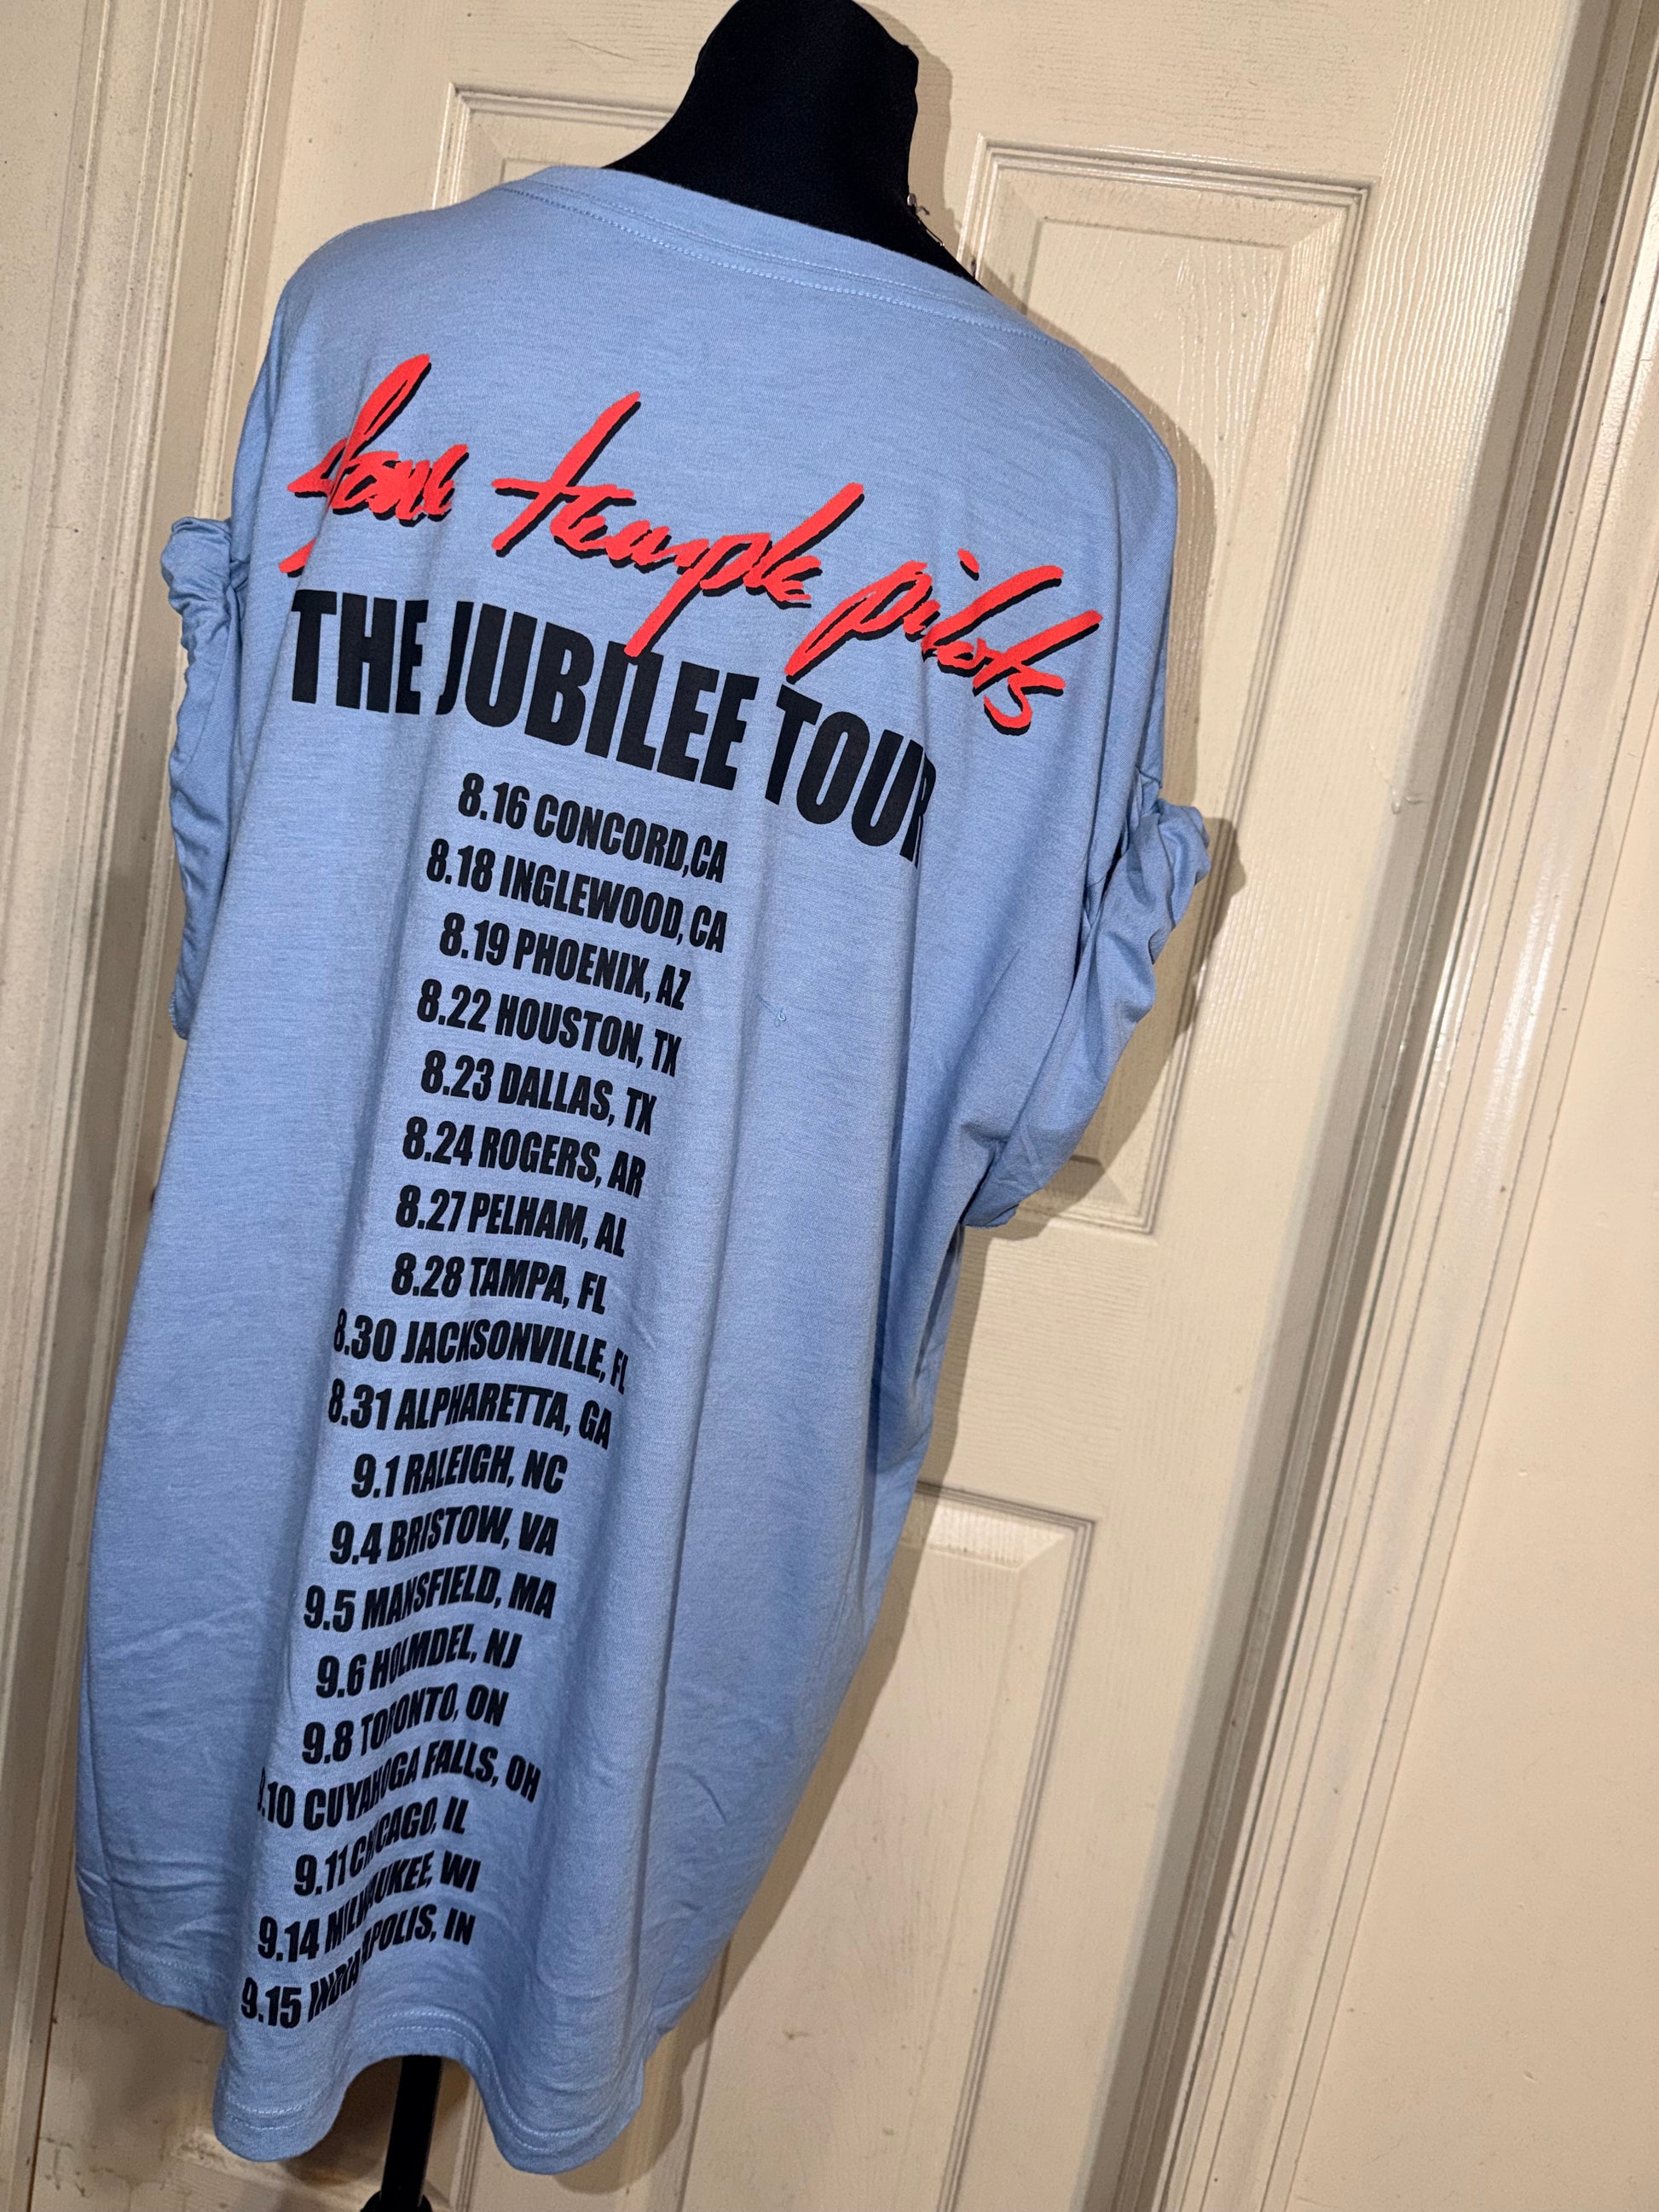 Stone temple pilots
THE JUBILEE TOUR
8.16 CONCORD,CA
8.18 INGLEWOOD, CA
8.19 PHOENIX, AZ
8.22 HOUSTON, TX
8.23 DALLAS, TX
8.24 ROGERS, AR
8.27 PELHAM, AL
8.28 TAMPA, FL
8.30 JACKSONVILLE, FL
8.31 ALPHARETTA, GA
9.1 RALEIGH, NC
9.4 BRISTOW, VA
9.5 MANSFIELD, MA
9.6 HOLMDEL, NJ
9.8 TORONTO, ON
9.10 CUYAHOGA FALLS, OH
9.11 CHICAGO, IL
9.14 MILWAUKEE, WI
9.15 INDIANAPOLIS, IN